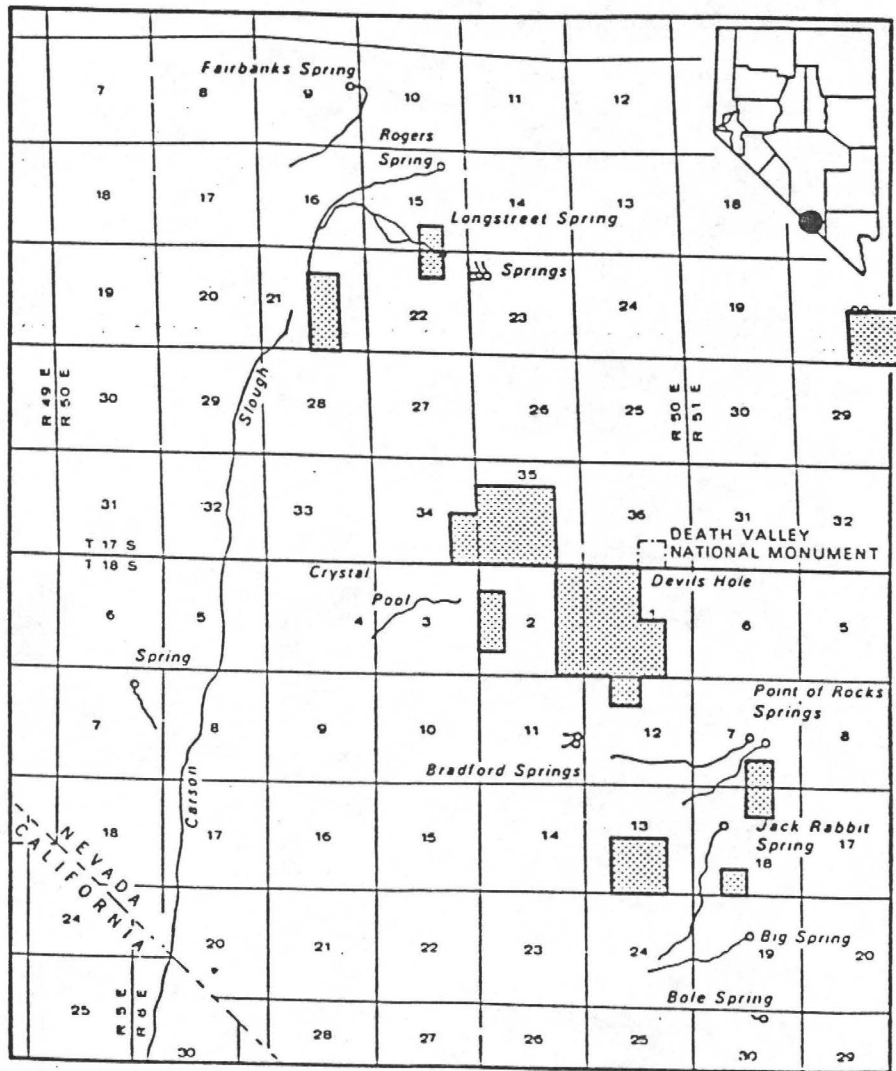 Fairbanks Spring
7 8 9 10 11 12
Rogers
Spring
18 17 16 15 14 13 18
Longstreet Spring
Springs
19 20 21 22 23 24 19
Slough
R 49 E
R 50 E
30 29 28 27 26 25
R 50 E
R 51 E
30 29
35
31 32 33 34 36 31 32
T 17 S
T 18 S
DEATH VALLEY
NATIONAL MONUMENT
Crystal
Pool
Devils Hole
6 5 4 3 2 1 6 5
Spring
Point of Rocks
Springs
7 8 9 10 11 12 7 8
Bradford Springs
Carson
NEVADA
CALIFORNIA
18 17 16 15 14 13
Jack Rabbit
Spring 17
18
24 20 21 22 23 24
Big Spring
19 20
Bole Spring
25
R 5 E
R 6 E
30 28 27 26 25 30 29